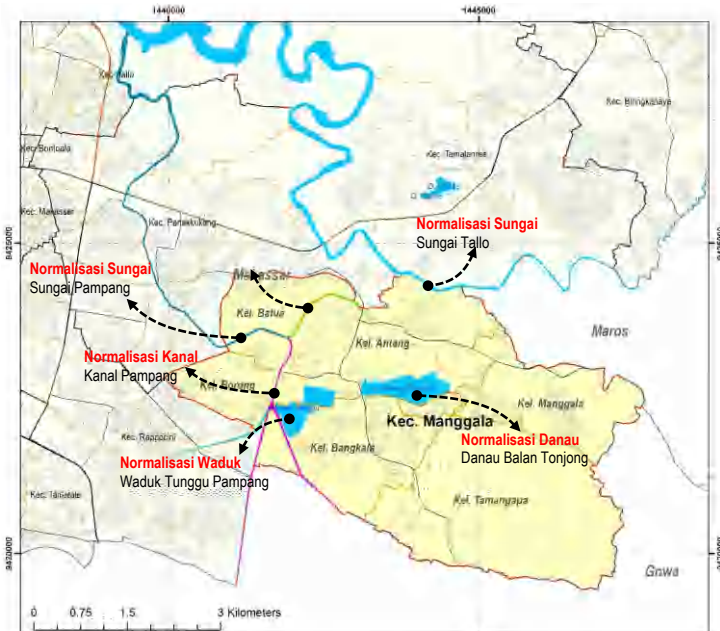 1440000
1445000
Kec. Biringkanaya
Kec. Bontoala
Kec. Tamalanrea
Kec. Makassar
Kec. Panakkukang
Normalisasi Sungai
Sungai Tallo
Normalisasi Sungai
Sungai Pampang
Makassar
Kel. Batua
Maros
Kel. Antang
Normalisasi Kanal
Kanal Pampang
Kel. Borong
Kel. Manggala
Kec. Manggala
Kec. Rappocini
Kel. Bangkala
Normalisasi Danau
Danau Balan Tonjong
Normalisasi Waduk
Waduk Tunggu Pampang
Kec. Tamalate
Kel. Tamangapa
Gowa
0 0.75 1.5 3 Kilometers